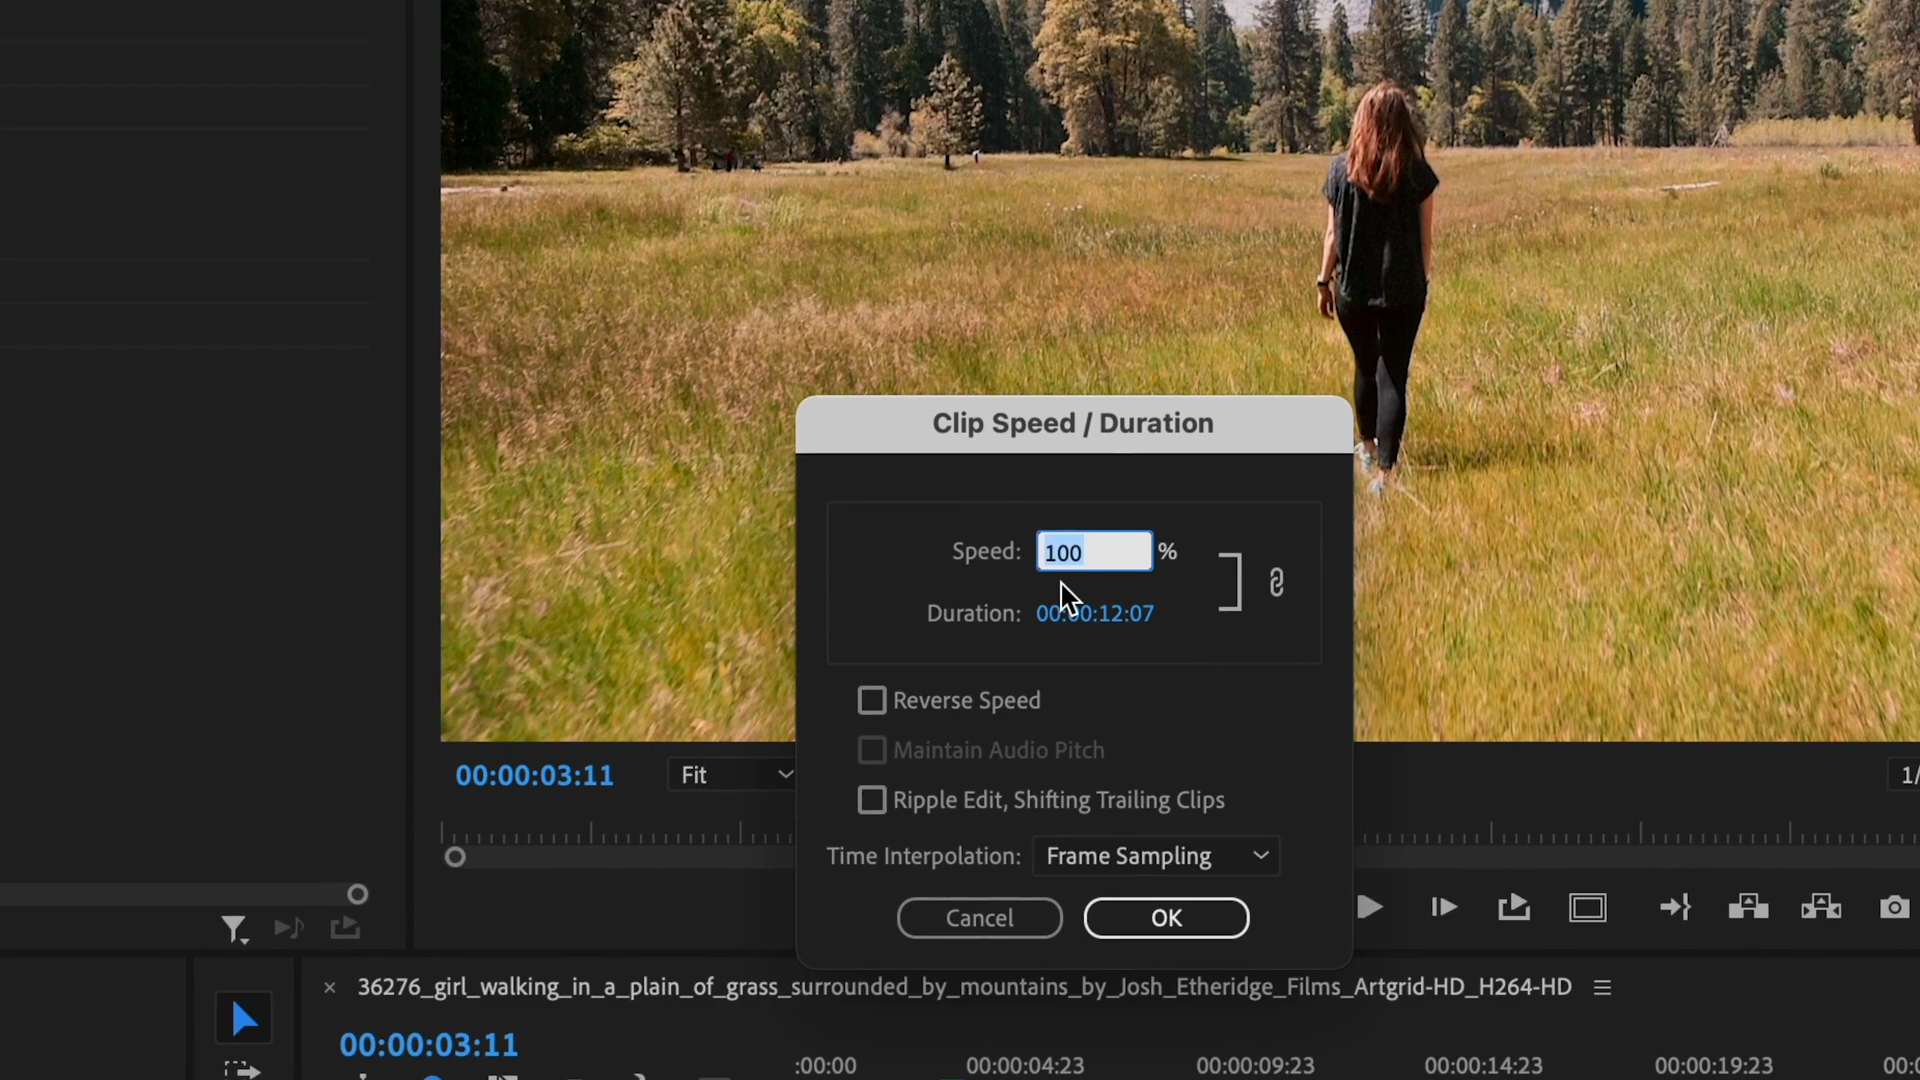 Clip Speed / Duration
Speed: 100 %
Duration: 00:00:12:07
Reverse Speed
Maintain Audio Pitch
00:00:03:11 Fit
Ripple Edit, Shifting Trailing Clips
Time Interpolation: Frame Sampling
Cancel OK
36276_girl_walking_in_a_plain_of_grass_surrounded_by_mountains_by_Josh_Etheridge_Films_Artgrid-HD_H264-HD
00:00:03:11
:00:00 00:00:04:23 00:00:09:23 00:00:14:23 00:00:19:23